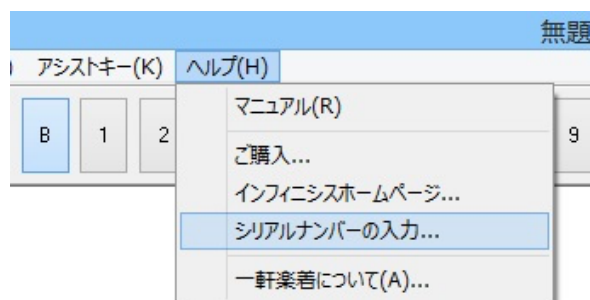 無題
アシストキー(K) ヘルプ(H)
B 1 2 9
マニュアル(R)
ご購入...
インフィニシスホームページ...
シリアルナンバーの入力...
一軒楽着について(A)...